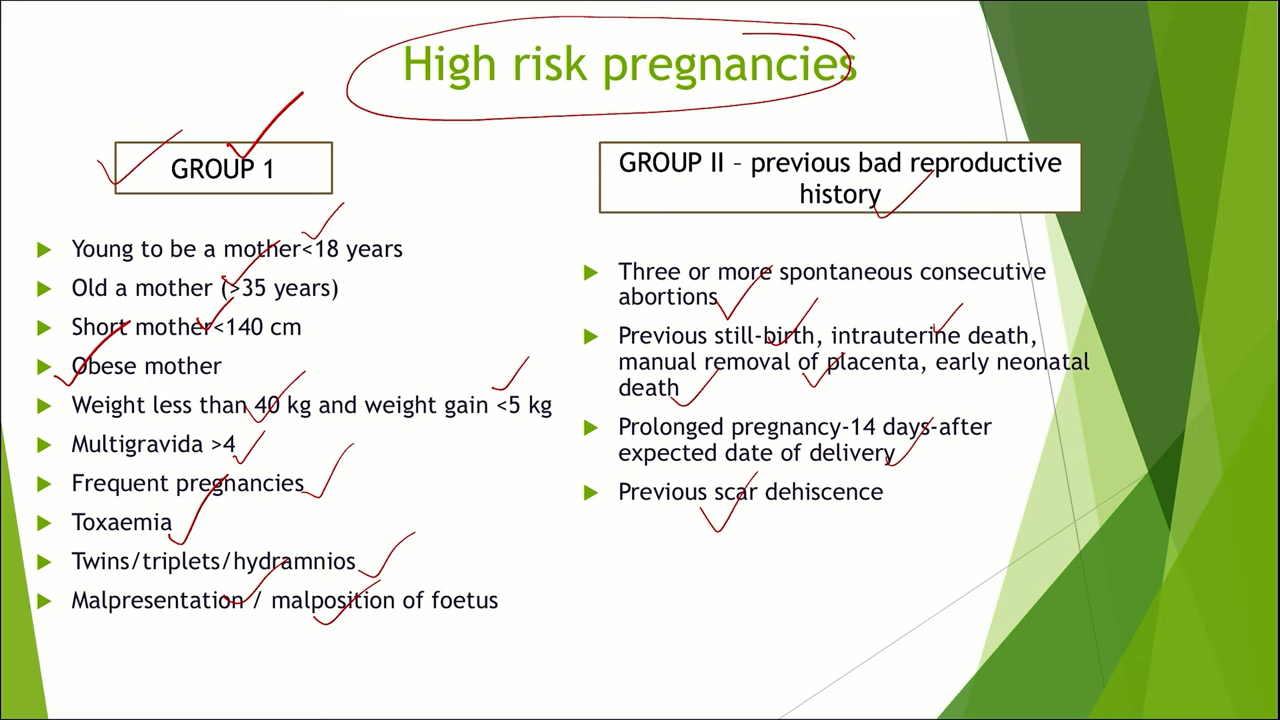 High risk pregnancies
GROUP 1
Young to be a mother<18 years
Old a mother (>35 years)
Short mother<140 cm
Obese mother
Weight less than 40 kg and weight gain <5 kg
Multigravida >4
Frequent pregnancies
Toxaemia
Twins/triplets/hydramnios
Malpresentation / malposition of foetus
GROUP II – previous bad reproductive
history
Three or more spontaneous consecutive
abortions
Previous still-birth, intrauterine death,
manual removal of placenta, early neonatal
death
Prolonged pregnancy-14 days-after
expected date of delivery
Previous scar dehiscence